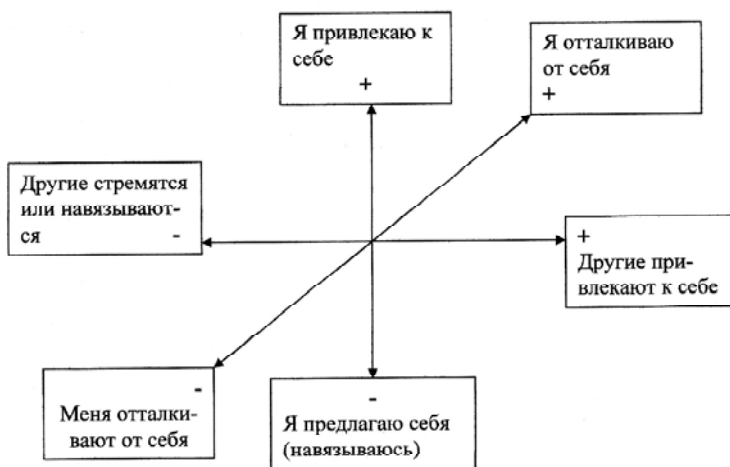 Я привлекаю к
себе
+
Я отталкиваю
от себя
+
Другие стремятся
или навязывают-
ся -
+
Другие при-
влекают к себе
-
Меня отталки-
вают от себя
-
Я предлагаю себя
(навязываюсь)